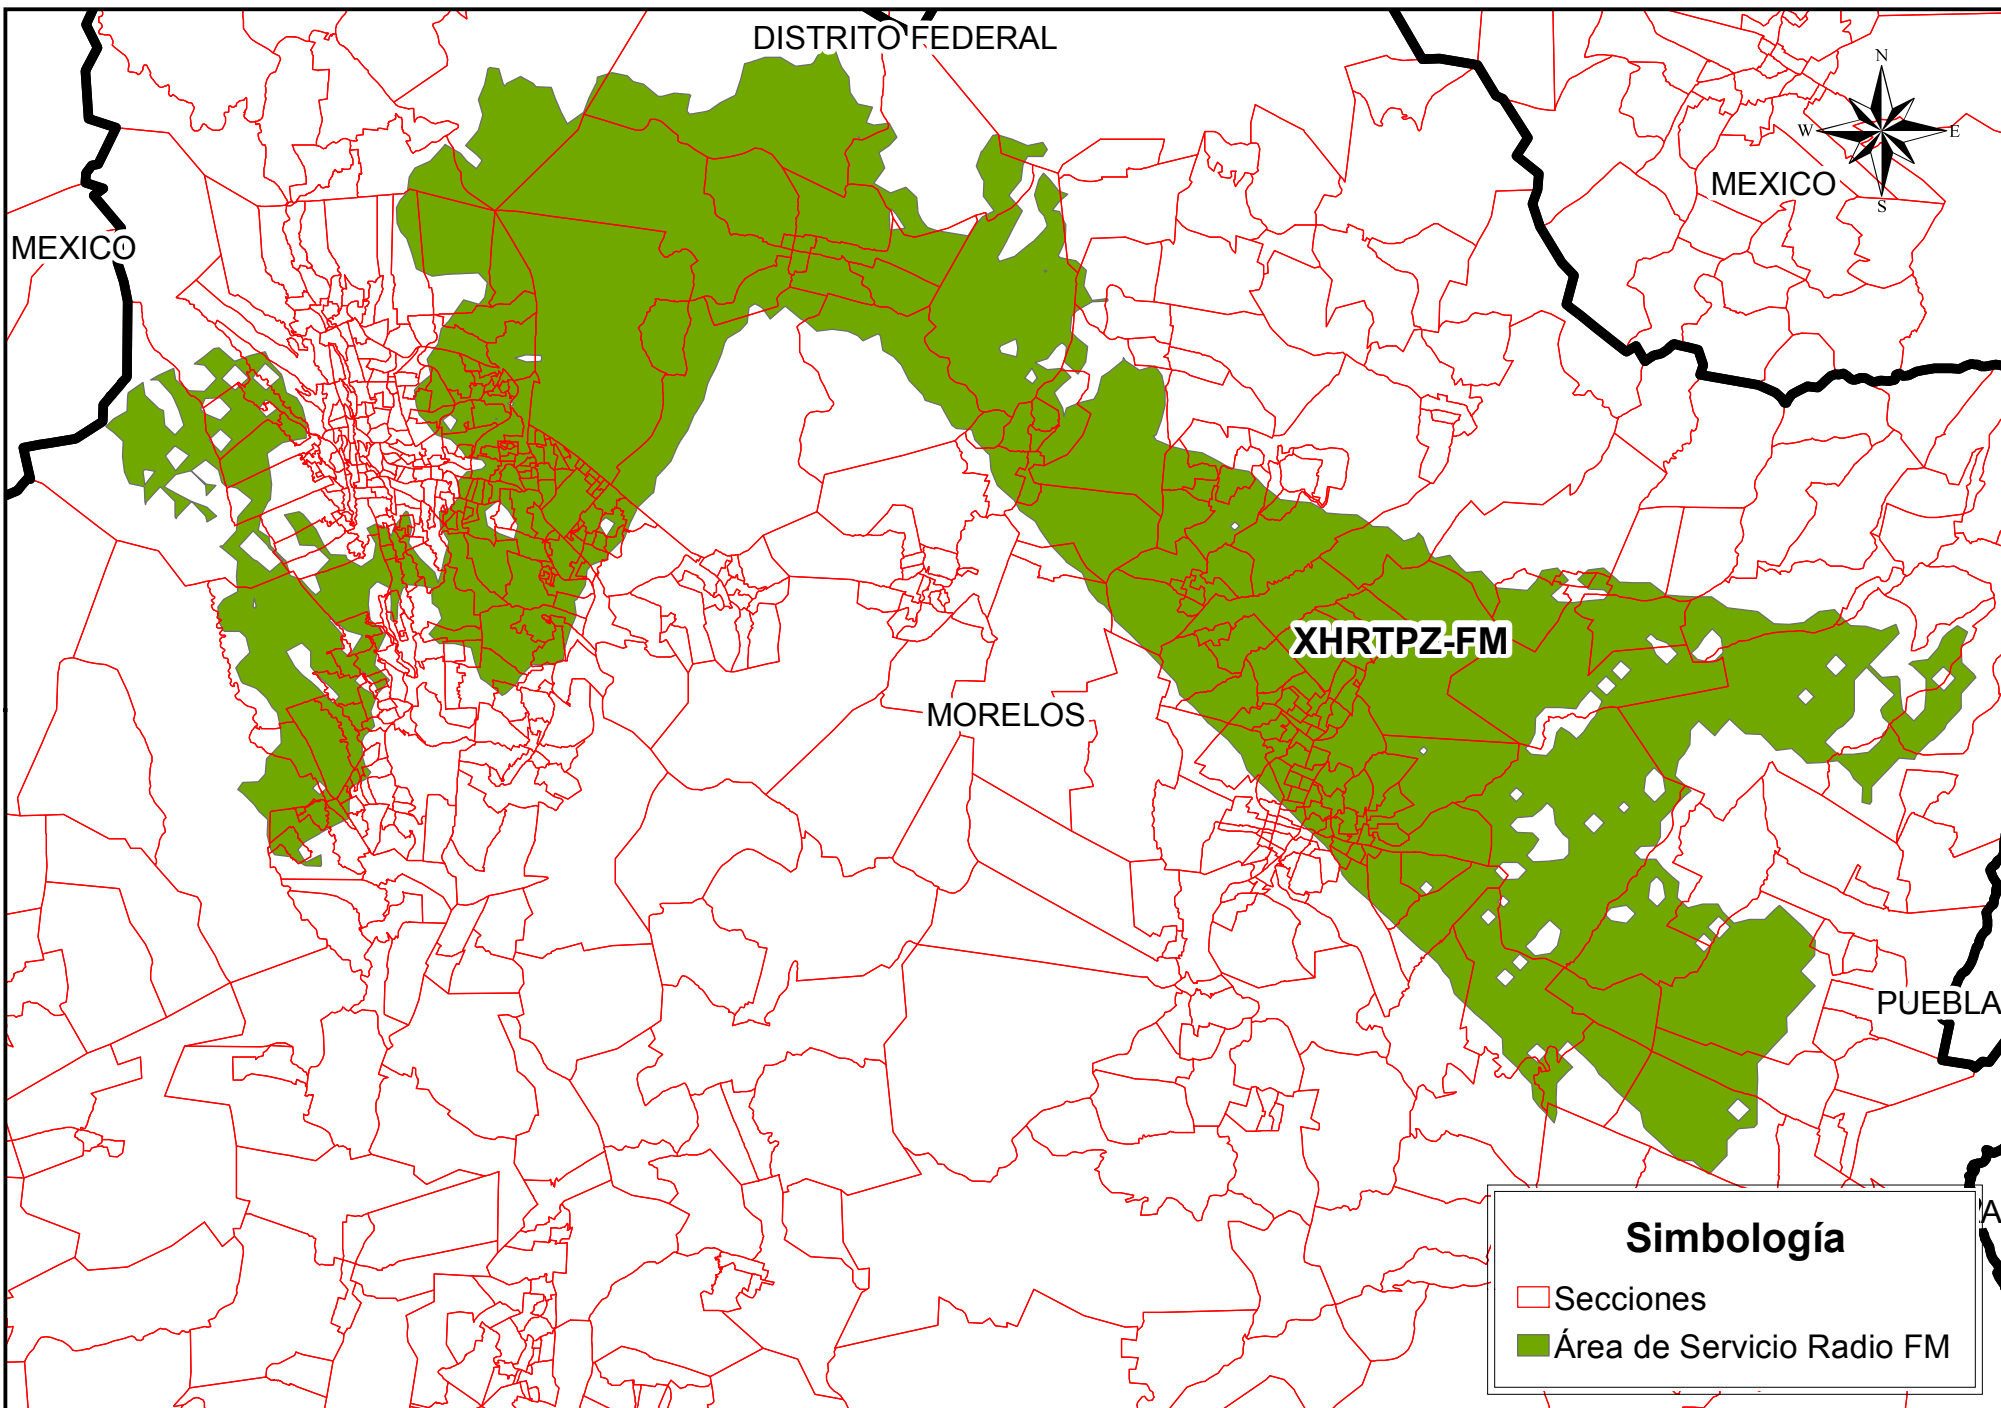 DISTRITO FEDERAL
N
W E
S
MEXICO
MEXICO
XHRTPZ-FM
MORELOS
PUEBLA
A
Simbología
Secciones
Área de Servicio Radio FM